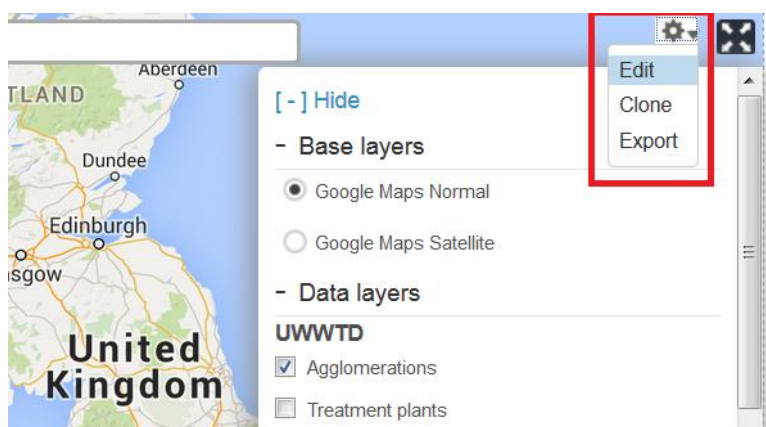 Aberdeen
TLAND
Dundee
Edinburgh
sgow
United
Kingdom
Edit
Clone
Export
[ - ] Hide
- Base layers
Google Maps Normal
Google Maps Satellite
- Data layers
UWWTD
Agglomerations
Treatment plants